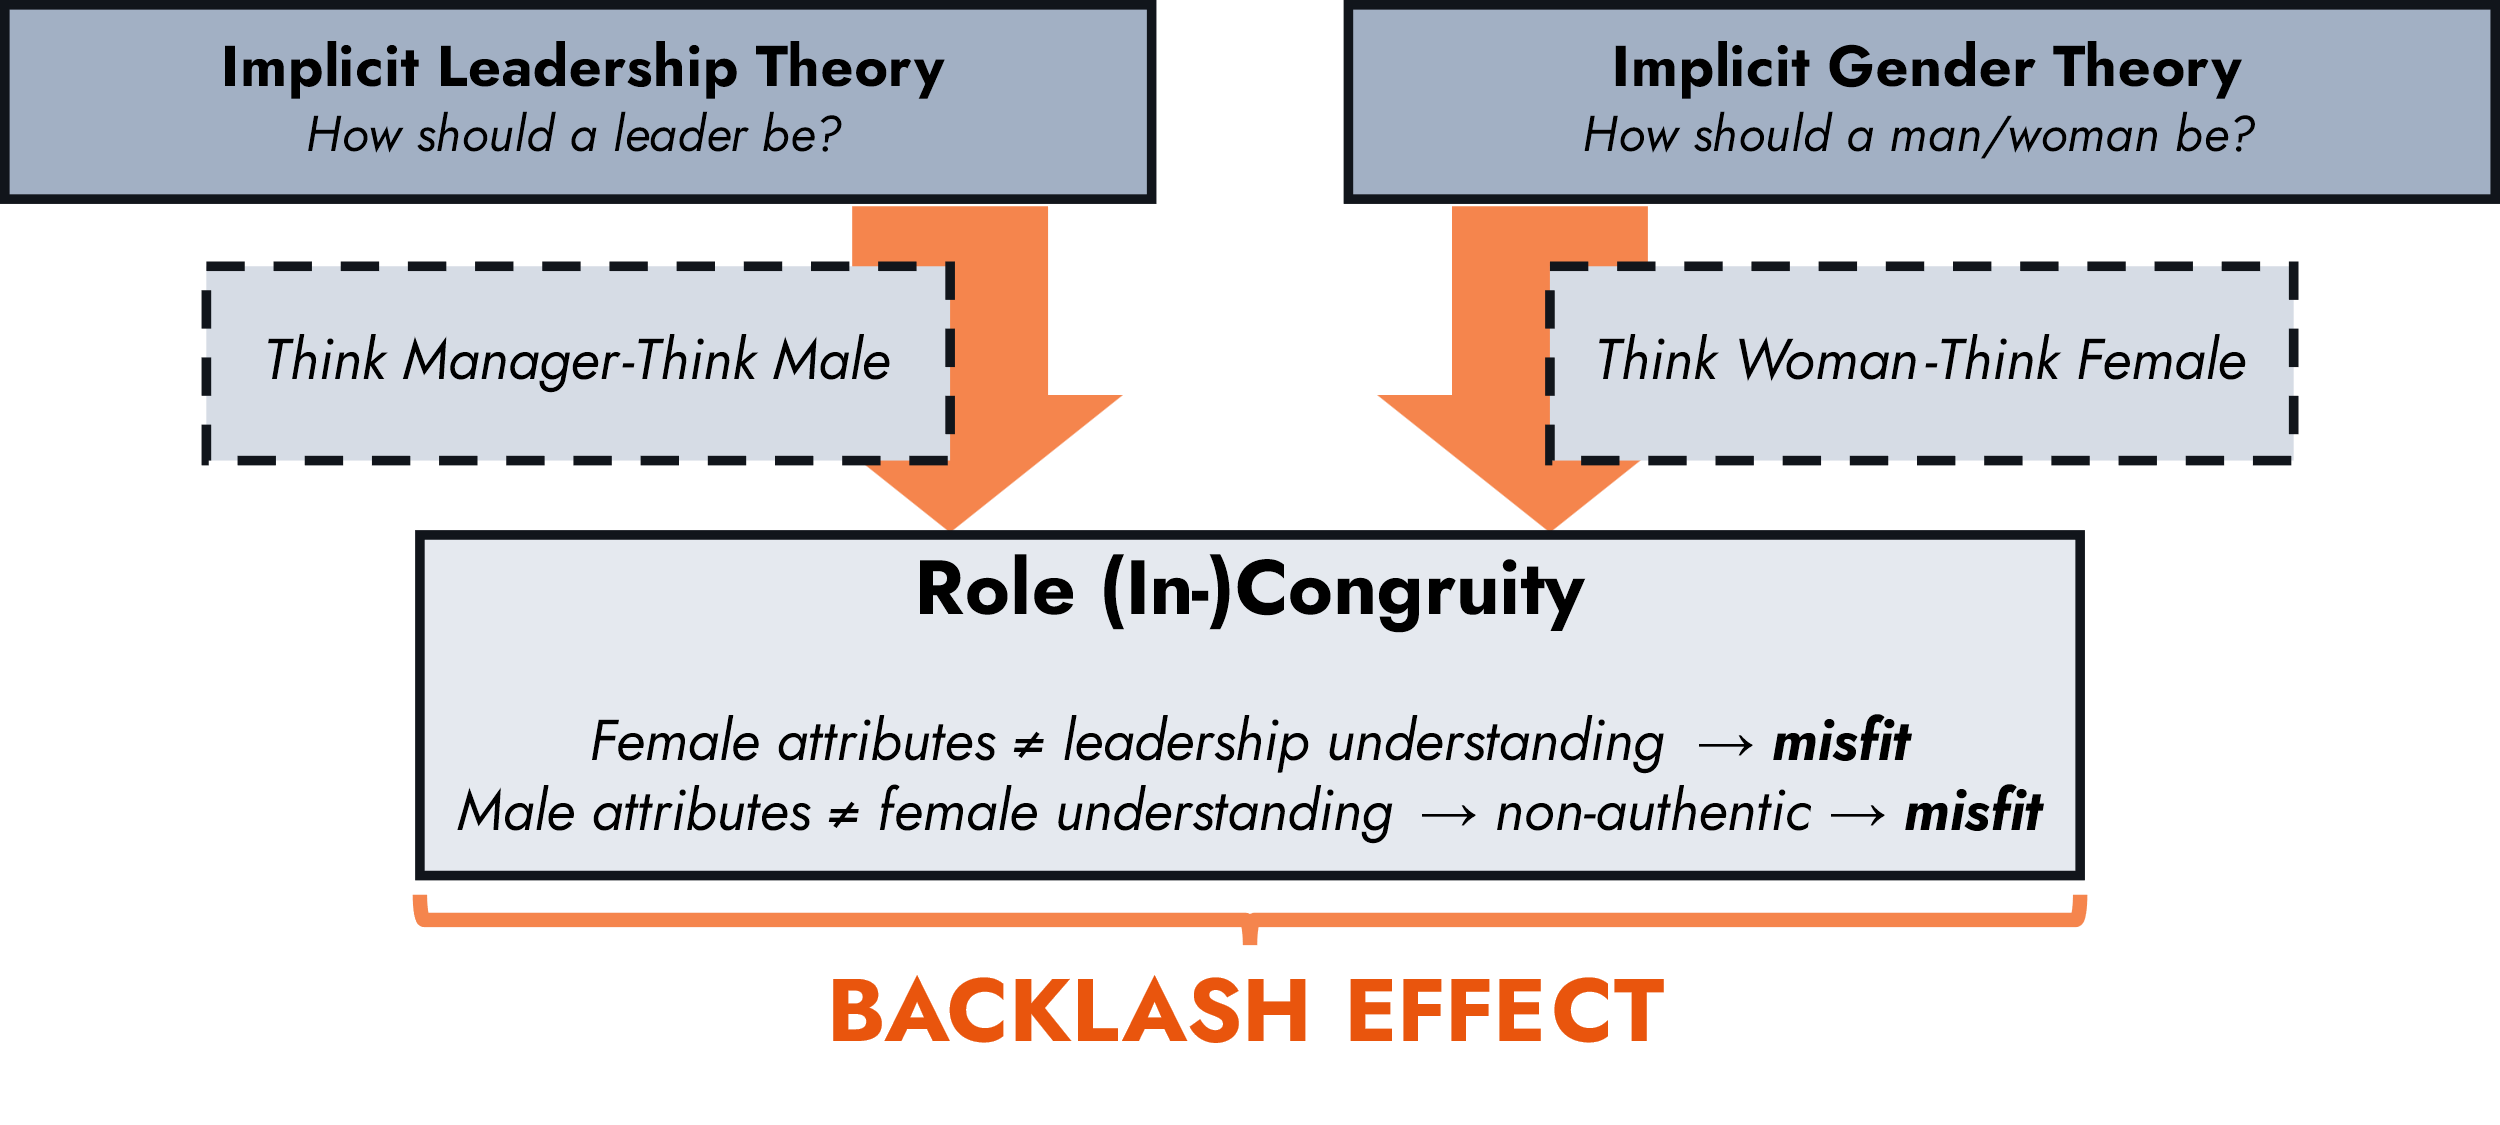 Implicit Leadership Theory
How should a leader be?
Implicit Gender Theory
How should a man/woman be?
Think Manager-Think Male
Think Woman-Think Female
Role (In-)Congruity
Female attributes ≠ leadership understanding → misfit
Male attributes ≠ female understanding → non-authentic → misfit
BACKLASH EFFECT